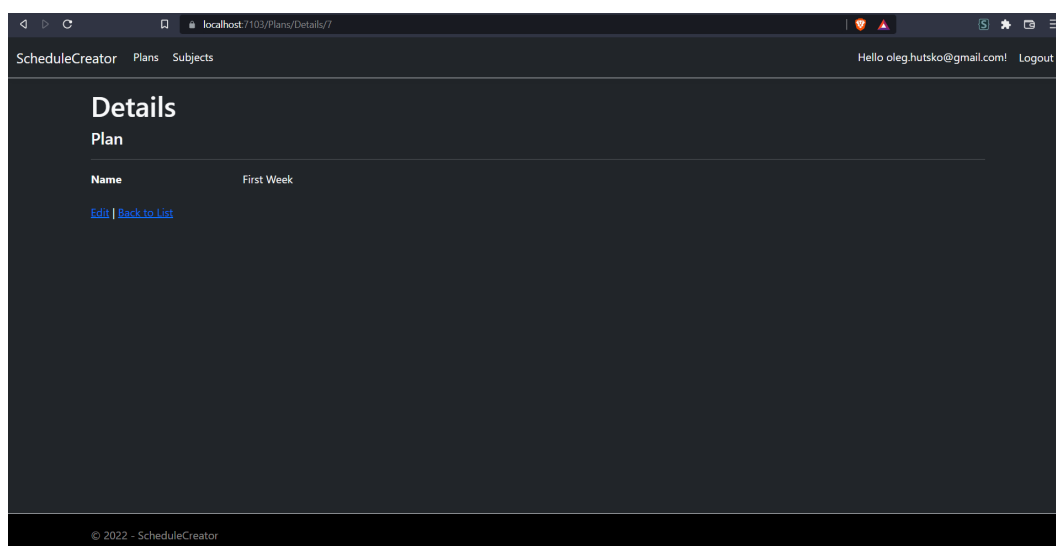 localhost:7103/Plans/Details/7
ScheduleCreator Plans Subjects Hello oleg.hutsko@gmail.com! Logout
Details
Plan
Name First Week
Edit | Back to List
© 2022 - ScheduleCreator